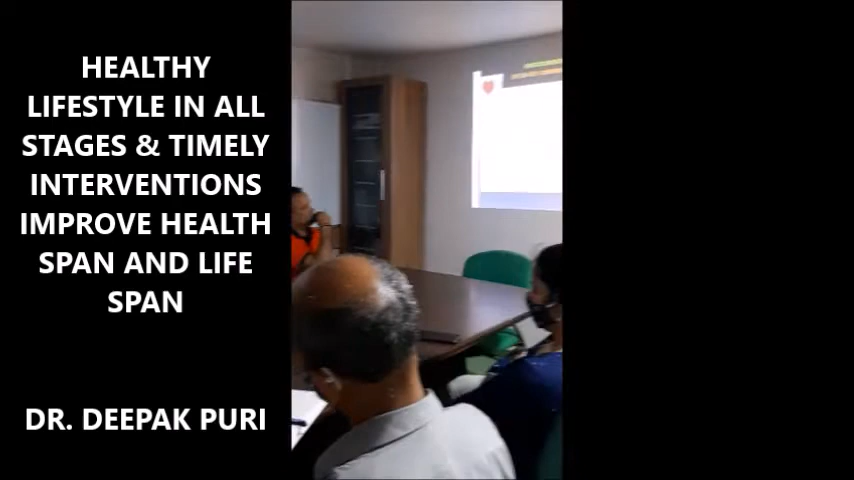 HEALTHY
LIFESTYLE IN ALL
STAGES & TIMELY
INTERVENTIONS
IMPROVE HEALTH
SPAN AND LIFE
SPAN
DR. DEEPAK PURI